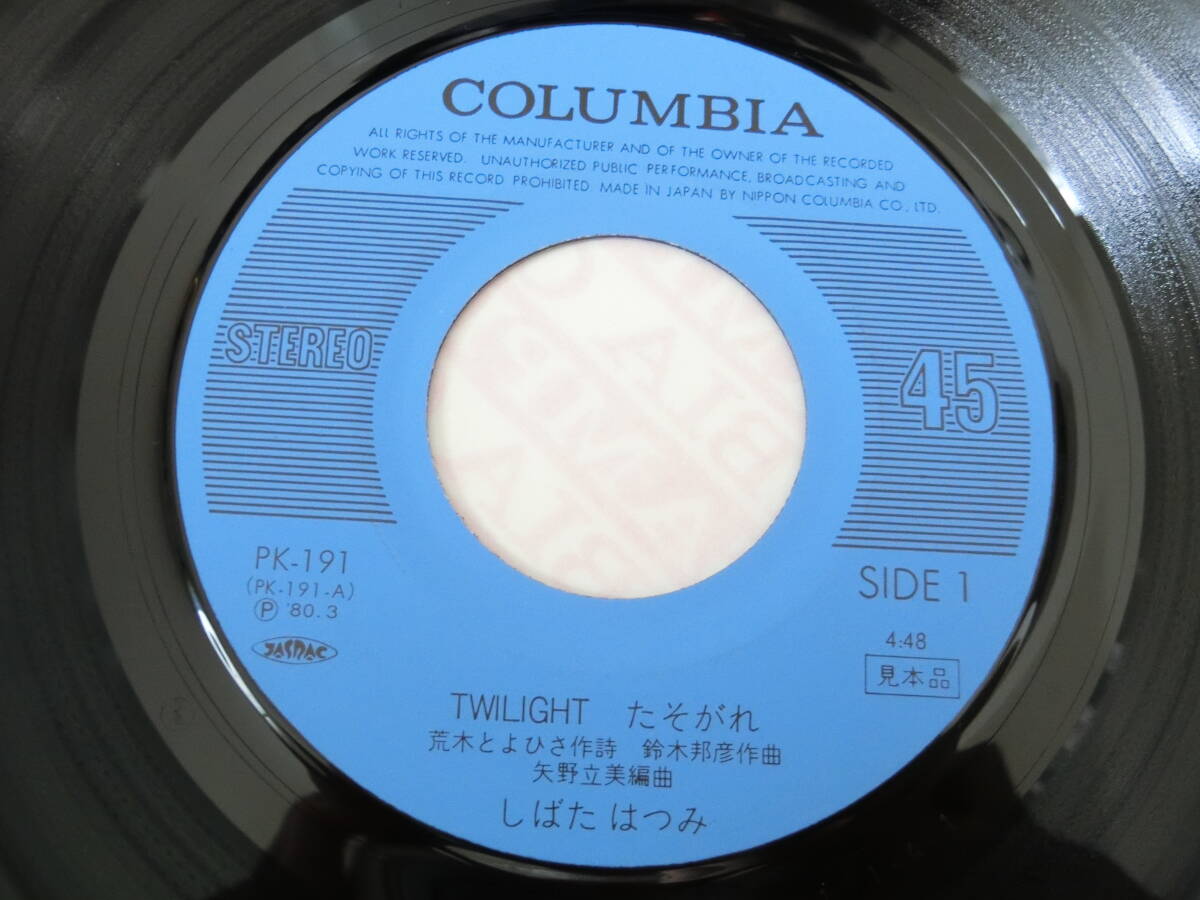 COLUMBIA
ALL RIGHTS OF THE MANUFACTURER AND OF THE OWNER OF THE RECORDED
WORK RESERVED. UNAUTHORIZED PUBLIC PERFORMANCE, BROADCASTING AND
COPYING OF THIS RECORD PROHIBITED. MADE IN JAPAN BY NIPPON COLUMBIA CO., LTD.
STEREO
45
PK-191
(PK-191-A)
Ⓟ '80.3
JASRAC
SIDE 1
4:48
見本品
TWILIGHT たそがれ
荒木とよひさ作詩 鈴木邦彦作曲
矢野立美編曲
しばた はつみ